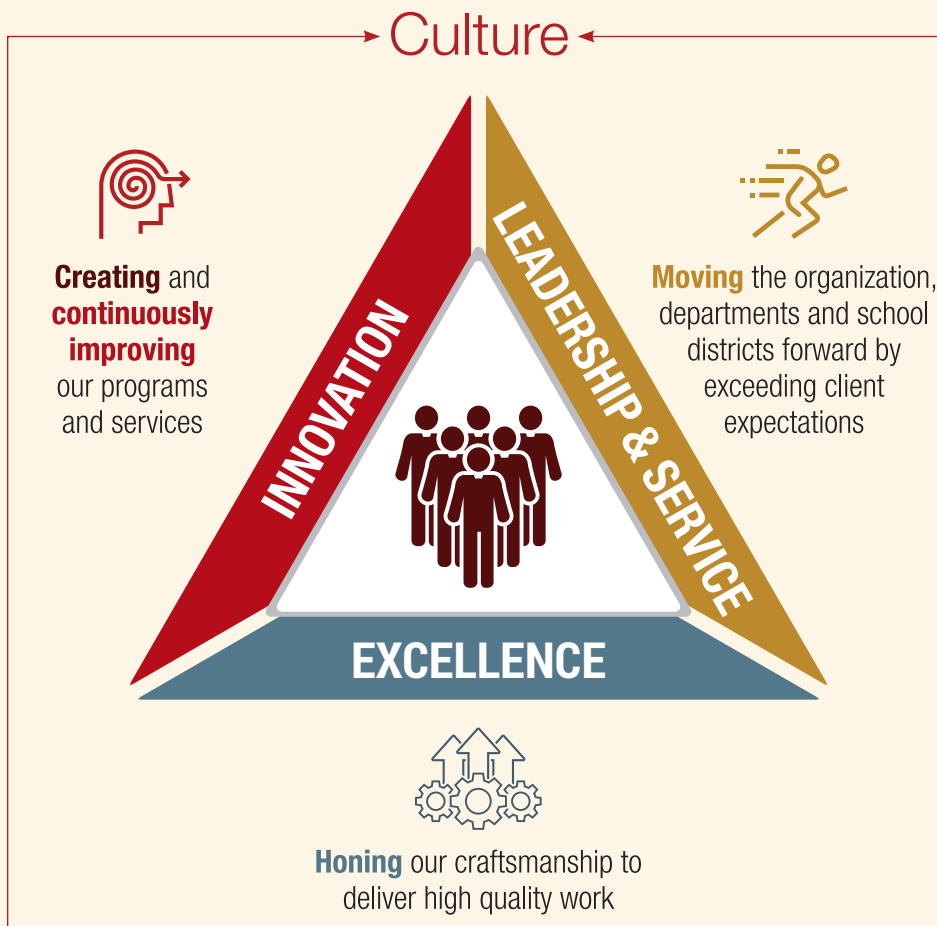 Culture
Creating and
continuously
improving
our programs
and services
INNOVATION
LEADERSHIP & SERVICE
Moving the organization,
departments and school
districts forward by
exceeding client
expectations
EXCELLENCE
Honing our craftsmanship to
deliver high quality work